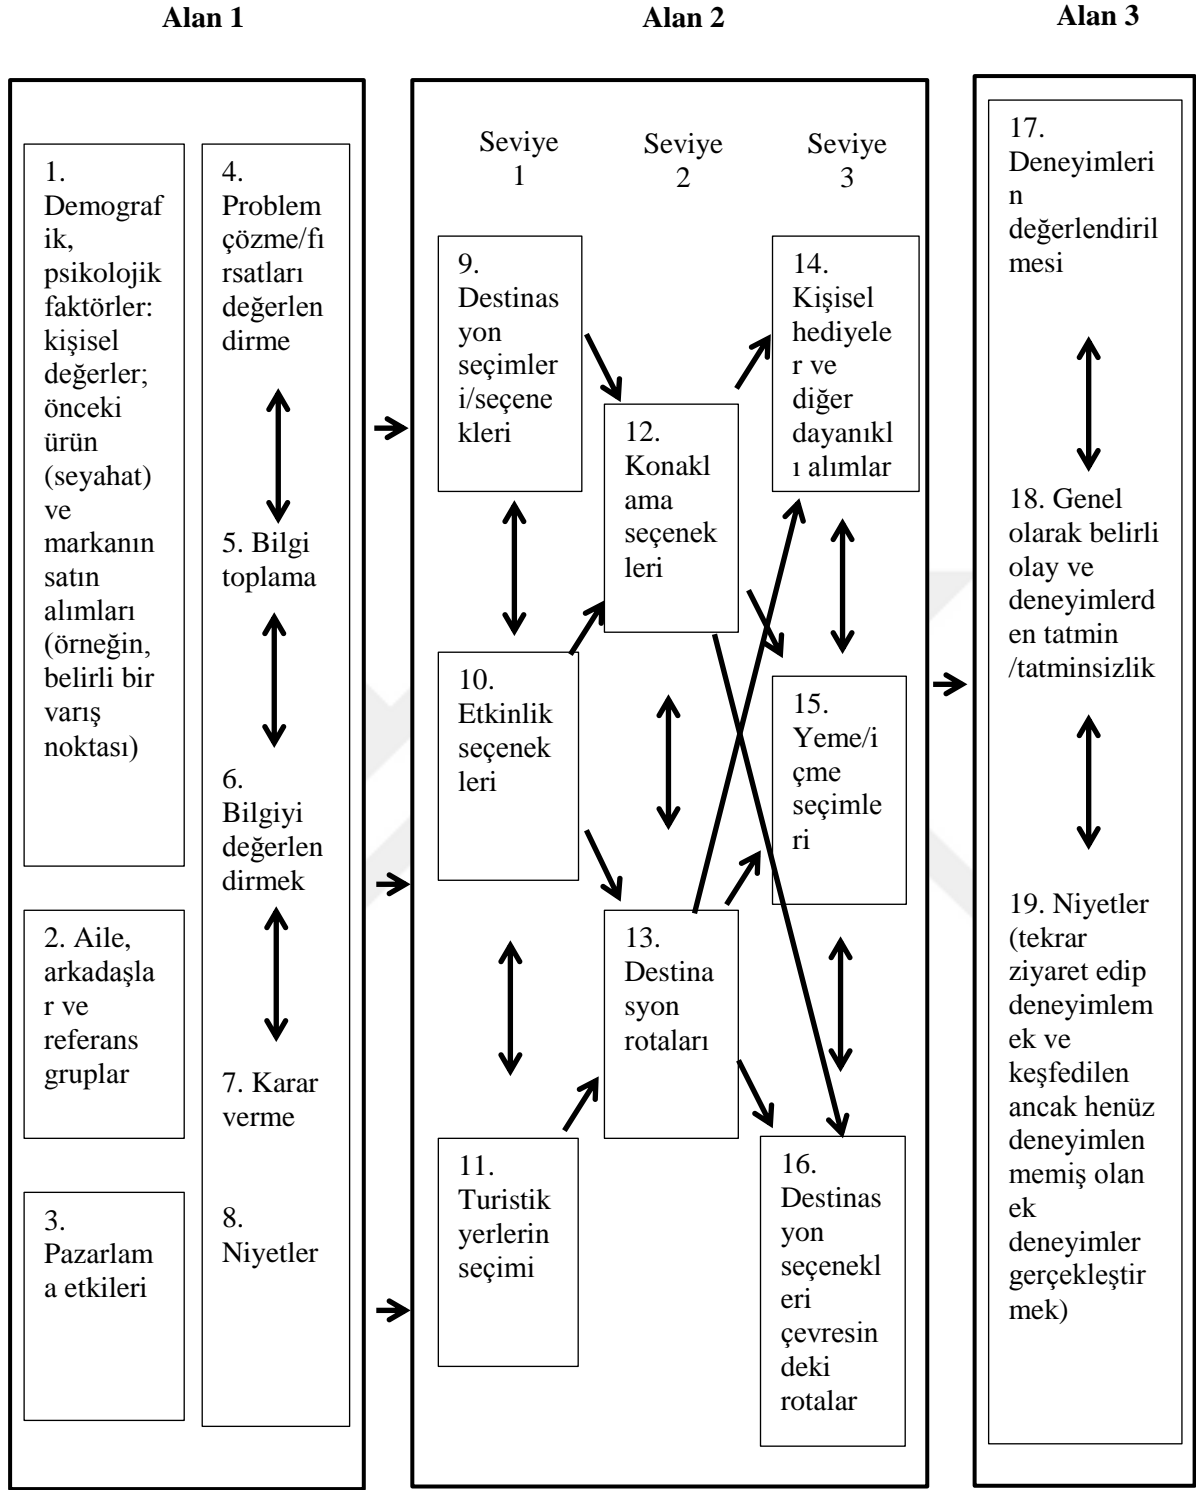 Alan 1
Alan 2
Alan 3
1.
Demograf
ik,
psikolojik
faktörler:
kişisel
değerler;
önceki
ürün
(seyahat)
ve
markanın
satın
alımları
(örneğin,
belirli bir
varış
noktası)
2. Aile,
arkadaşla
r ve
referans
gruplar
3.
Pazarlam
a etkileri
4.
Problem
çözme/fı
rsatları
değerlen
dirme
5. Bilgi
toplama
6.
Bilgiyi
değerlen
dirmek
7. Karar
verme
8.
Niyetler
Seviye
1
Seviye
2
Seviye
3
9.
Destinas
yon
seçimler
i/seçene
kleri
10.
Etkinlik
seçenek
leri
11.
Turistik
yerlerin
seçimi
12.
Konakl
ama
seçenek
leri
13.
Destina
syon
rotaları
14.
Kişisel
hediyele
r ve
diğer
dayanıkl
ı alımlar
15.
Yeme/i
çme
seçimle
ri
16.
Destinas
yon
seçenekl
eri
çevresin
deki
rotalar
17.
Deneyimleri
n
değerlendiril
mesi
18. Genel
olarak belirli
olay ve
deneyimlerd
en tatmin
/tatminsizlik
19. Niyetler
(tekrar
ziyaret edip
deneyimlem
ek ve
keşfedilen
ancak henüz
deneyimlen
memiş olan
ek
deneyimler
gerçekleştir
mek)